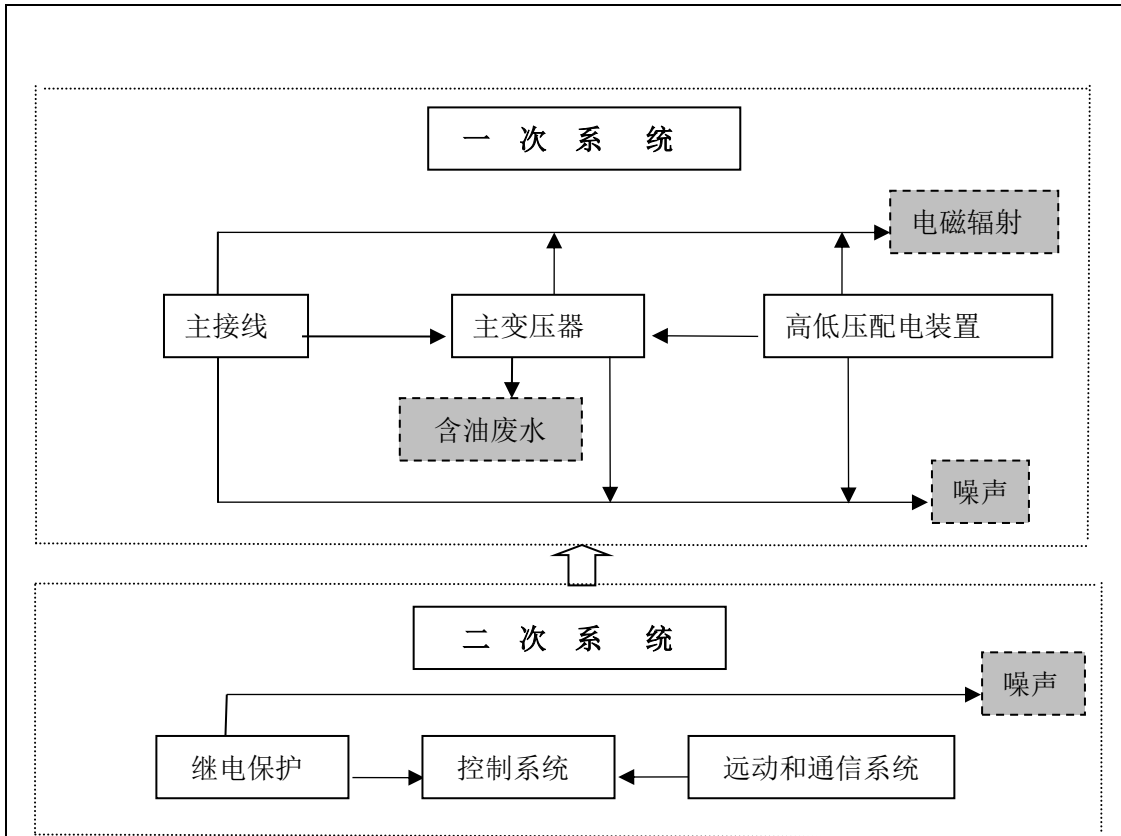 一 次 系 统
电磁辐射
主接线
主变压器
高低压配电装置
含油废水
噪声
二 次 系 统
噪声
继电保护
控制系统
远动和通信系统